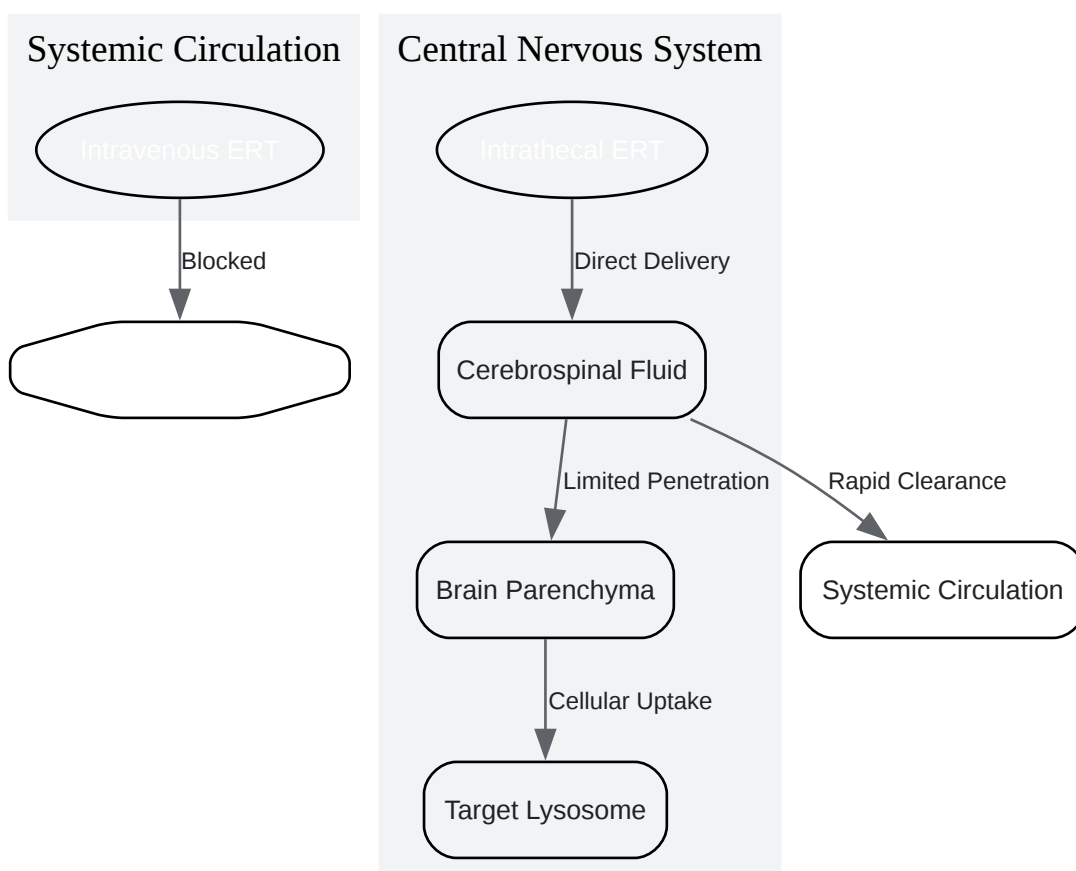 Systemic Circulation
Central Nervous System
Intravenous ERT
Intrathecal ERT
Blocked
Direct Delivery
Cerebrospinal Fluid
Limited Penetration
Rapid Clearance
Brain Parenchyma
Systemic Circulation
Cellular Uptake
Target Lysosome